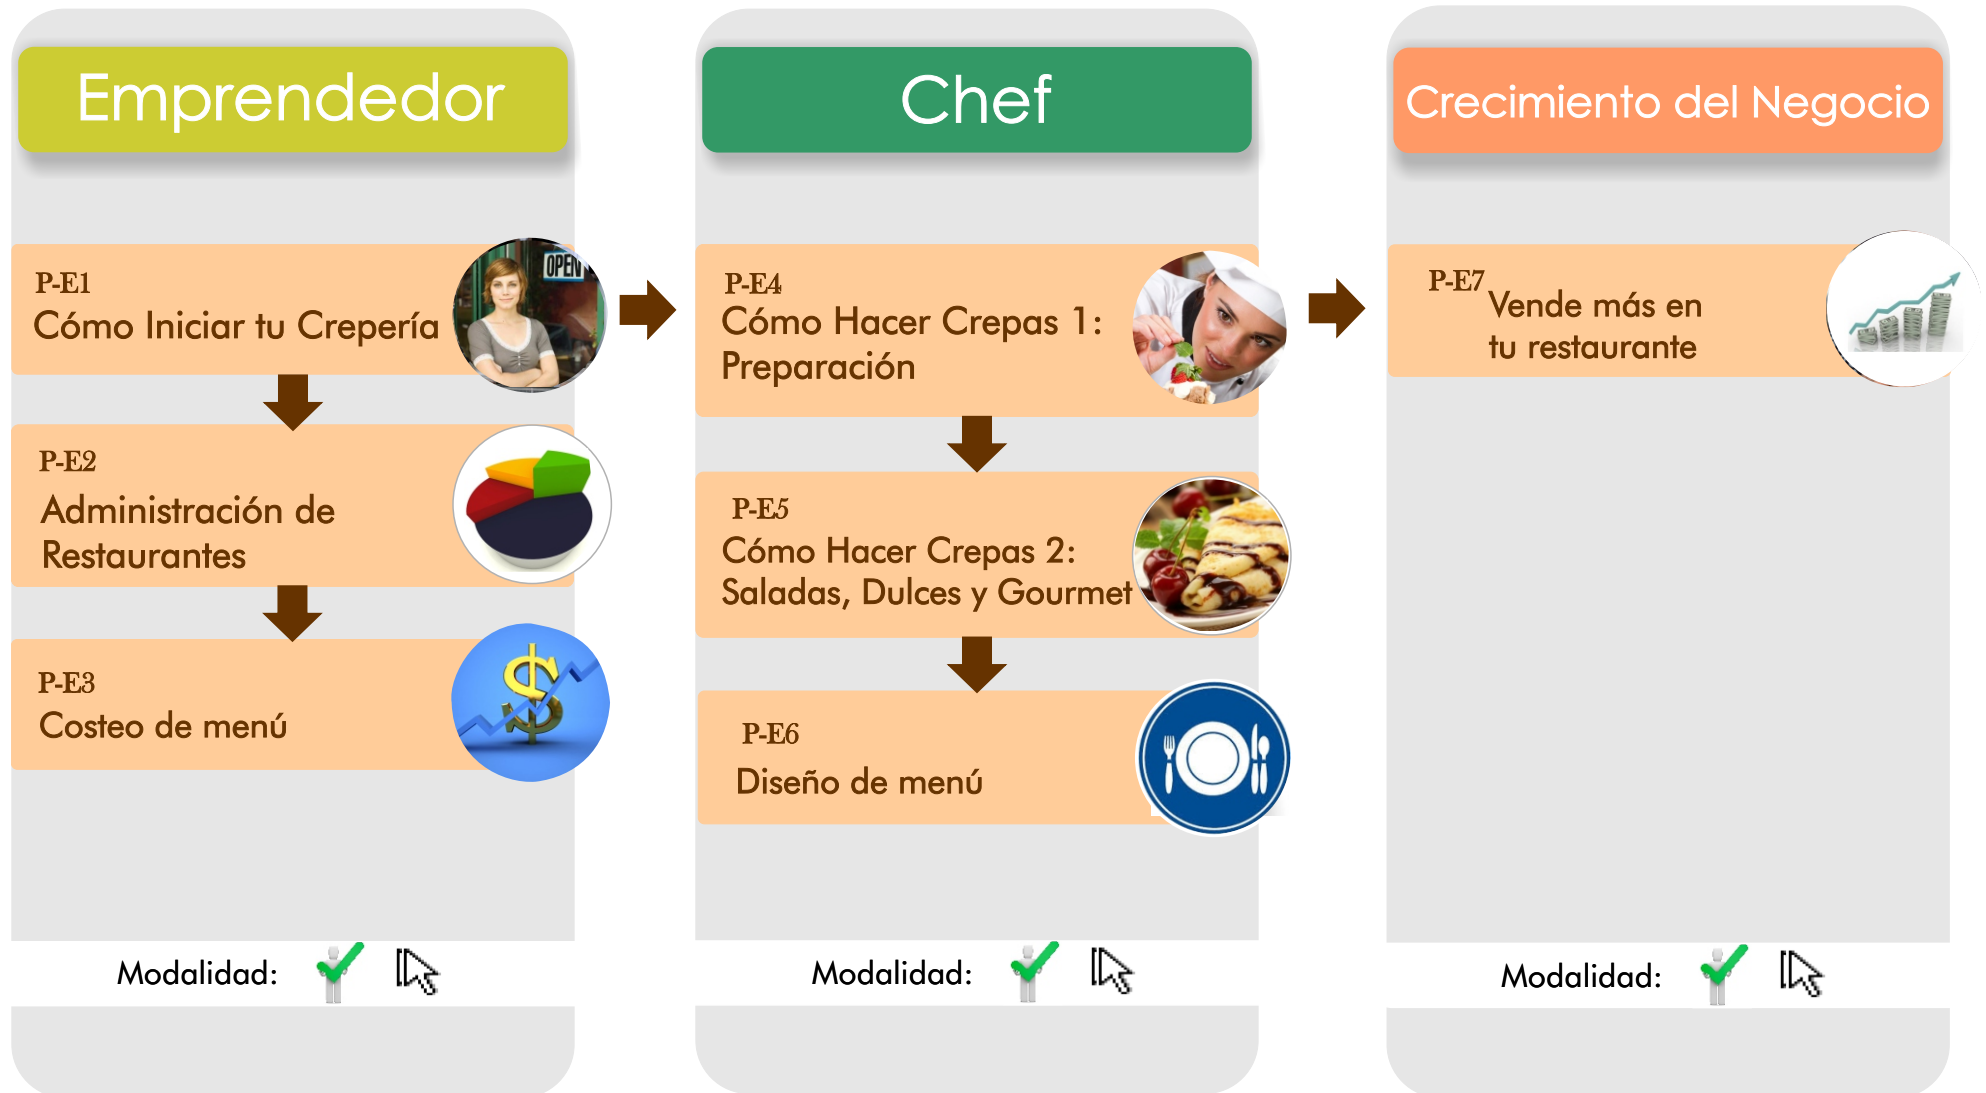 Emprendedor
P-E1
Cómo Iniciar tu Crepería
OPEN
P-E2
Administración de
Restaurantes
P-E3
Costeo de menú
Modalidad:
Chef
P-E4
Cómo Hacer Crepas 1:
Preparación
P-E5
Cómo Hacer Crepas 2:
Saladas, Dulces y Gourmet
P-E6
Diseño de menú
Modalidad:
Crecimiento del Negocio
P-E7
Vende más en
tu restaurante
Modalidad: